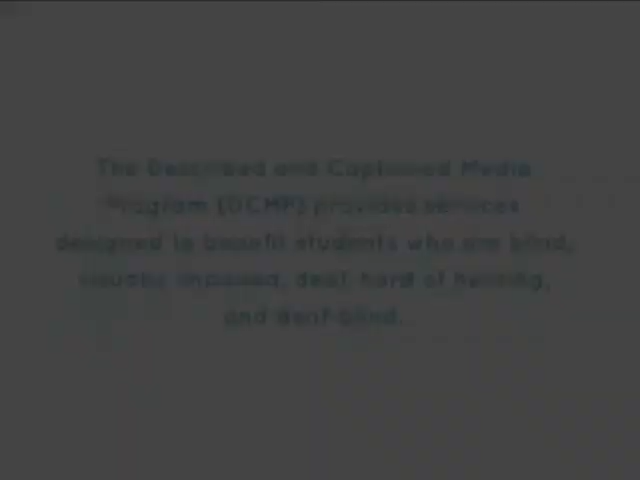 The Described and Captioned Media
Program (DCMP) provides services
designed to benefit students who are blind,
visually impaired, deaf, hard of hearing,
and deaf-blind.